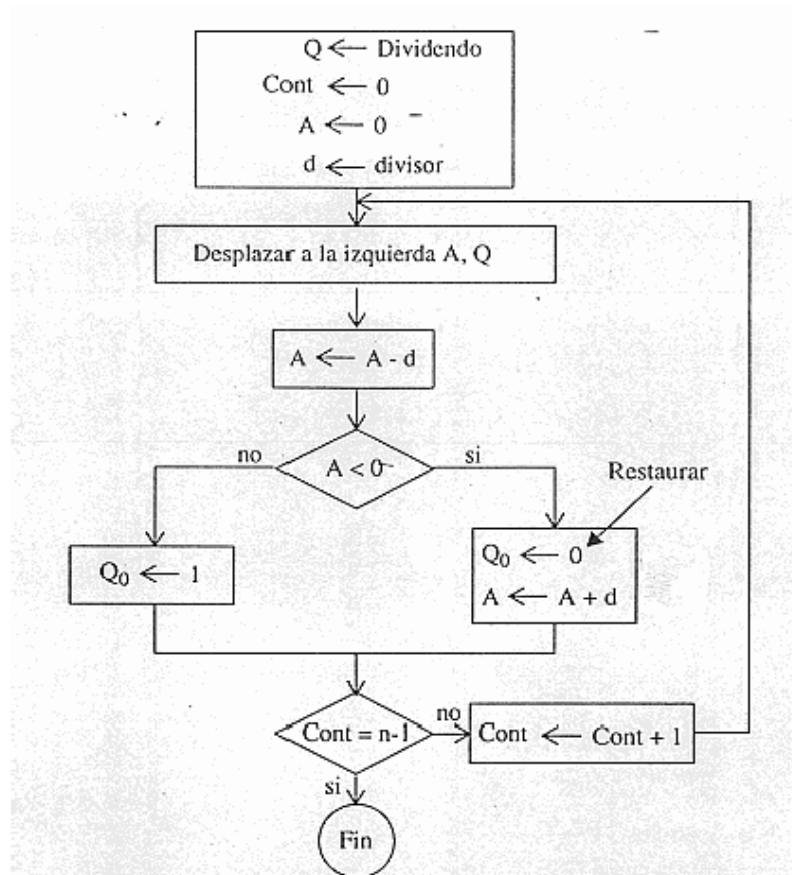 Q ← Dividendo
Cont ← 0
A ← 0
d ← divisor
Desplazar a la izquierda A, Q
A ← A - d
A < 0
no
si
Restaurar
Q₀ ← 1
Q₀ ← 0
A ← A + d
Cont = n-1
no
Cont ← Cont + 1
si
Fin